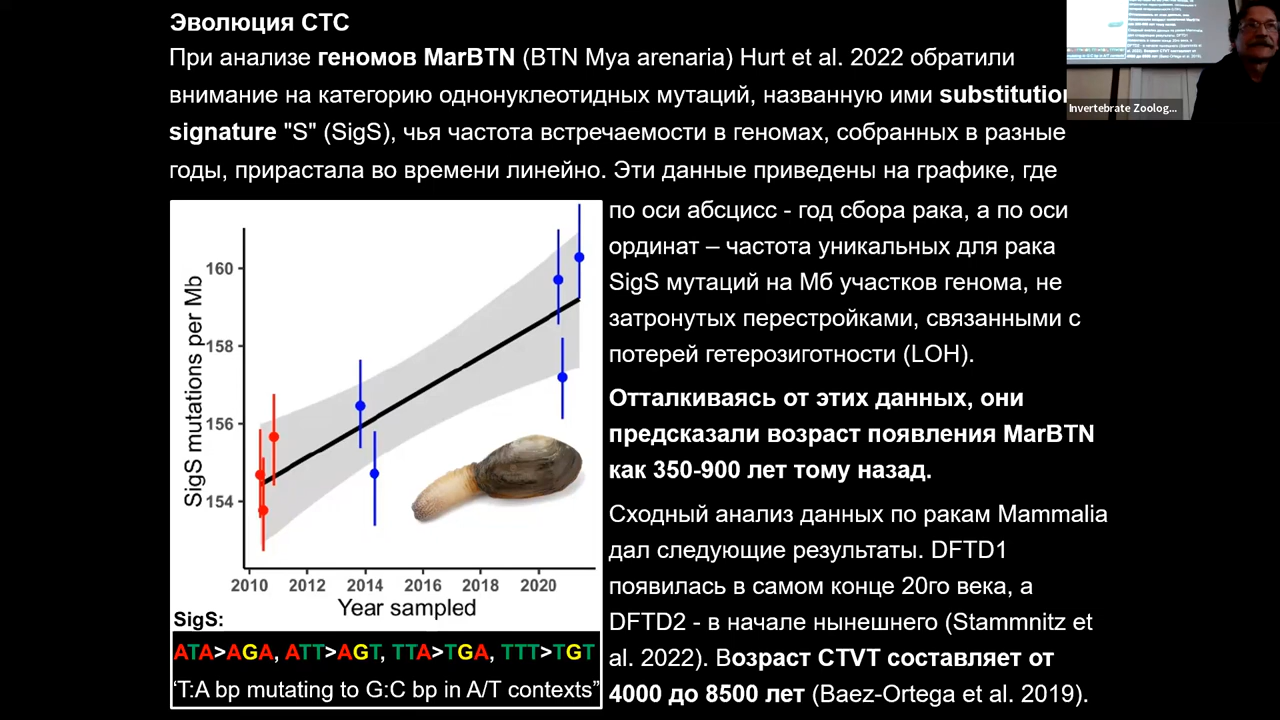 Эволюция СТС
При анализе геномов MarBTN (BTN Mya arenaria) Hurt et al. 2022 обратили
внимание на категорию однонуклеотидных мутаций, названную ими substitution
signature "S" (SigS), чья частота встречаемости в геномах, собранных в разные
годы, прирастала во времени линейно. Эти данные приведены на графике, где
по оси абсцисс - год сбора рака, а по оси
ординат – частота уникальных для рака
SigS мутаций на Мб участков генома, не
затронутых перестройками, связанными с
потерей гетерозиготности (LOH).
Отталкиваясь от этих данных, они
предсказали возраст появления MarBTN
как 350-900 лет тому назад.
Сходный анализ данных по ракам Mammalia
дал следующие результаты. DFTD1
появилась в самом конце 20го века, а
DFTD2 - в начале нынешнего (Stammnitz et
al. 2022). Возраст CTVT составляет от
4000 до 8500 лет (Baez-Ortega et al. 2019).
SigS mutations per Mb
160
158
156
154
2010 2012 2014 2016 2018 2020
Year sampled
SigS:
ATA>AGA, ATT>AGT, TTA>TGA, TTT>TGT
“T:A bp mutating to G:C bp in A/T contexts”
Invertebrate Zoolog...